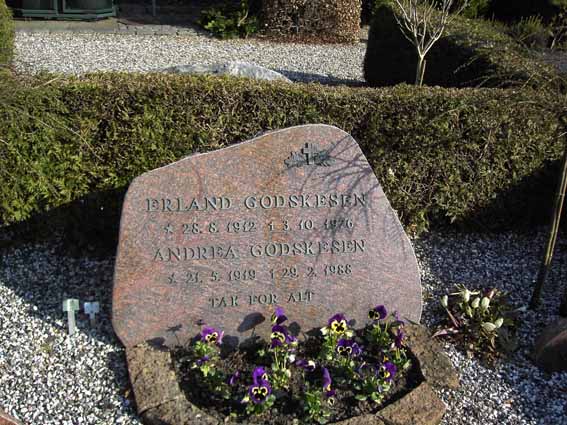 ERLAND GODSKESEN
*. 28. 8. 1912 †. 3. 10. 1976
ANDREA GODSKESEN
*. 21. 5. 1919 †. 29. 2. 1988
TAK FOR ALT